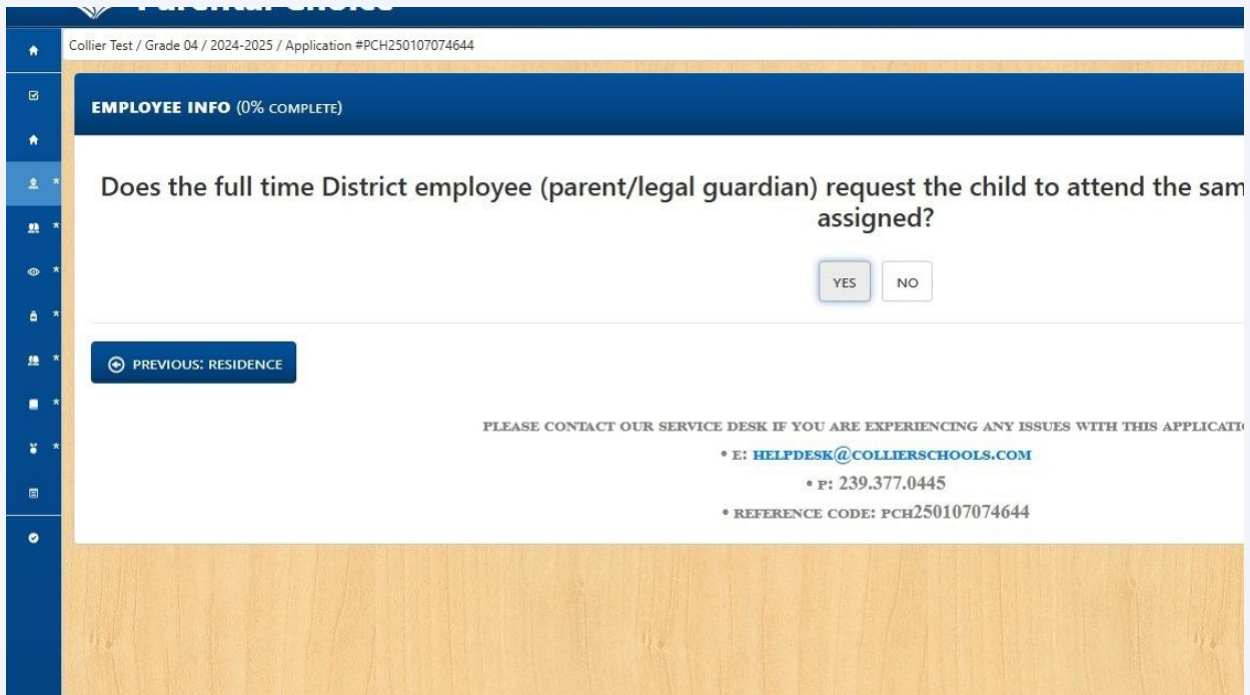 Parental Choice
Collier Test / Grade 04 / 2024-2025 / Application #PCH250107074644
EMPLOYEE INFO (0% COMPLETE)
Does the full time District employee (parent/legal guardian) request the child to attend the sam
assigned?
YES NO
PREVIOUS: RESIDENCE
PLEASE CONTACT OUR SERVICE DESK IF YOU ARE EXPERIENCING ANY ISSUES WITH THIS APPLICATI
• E: HELPDESK@COLLIERSCHOOLS.COM
• P: 239.377.0445
• REFERENCE CODE: PCH250107074644